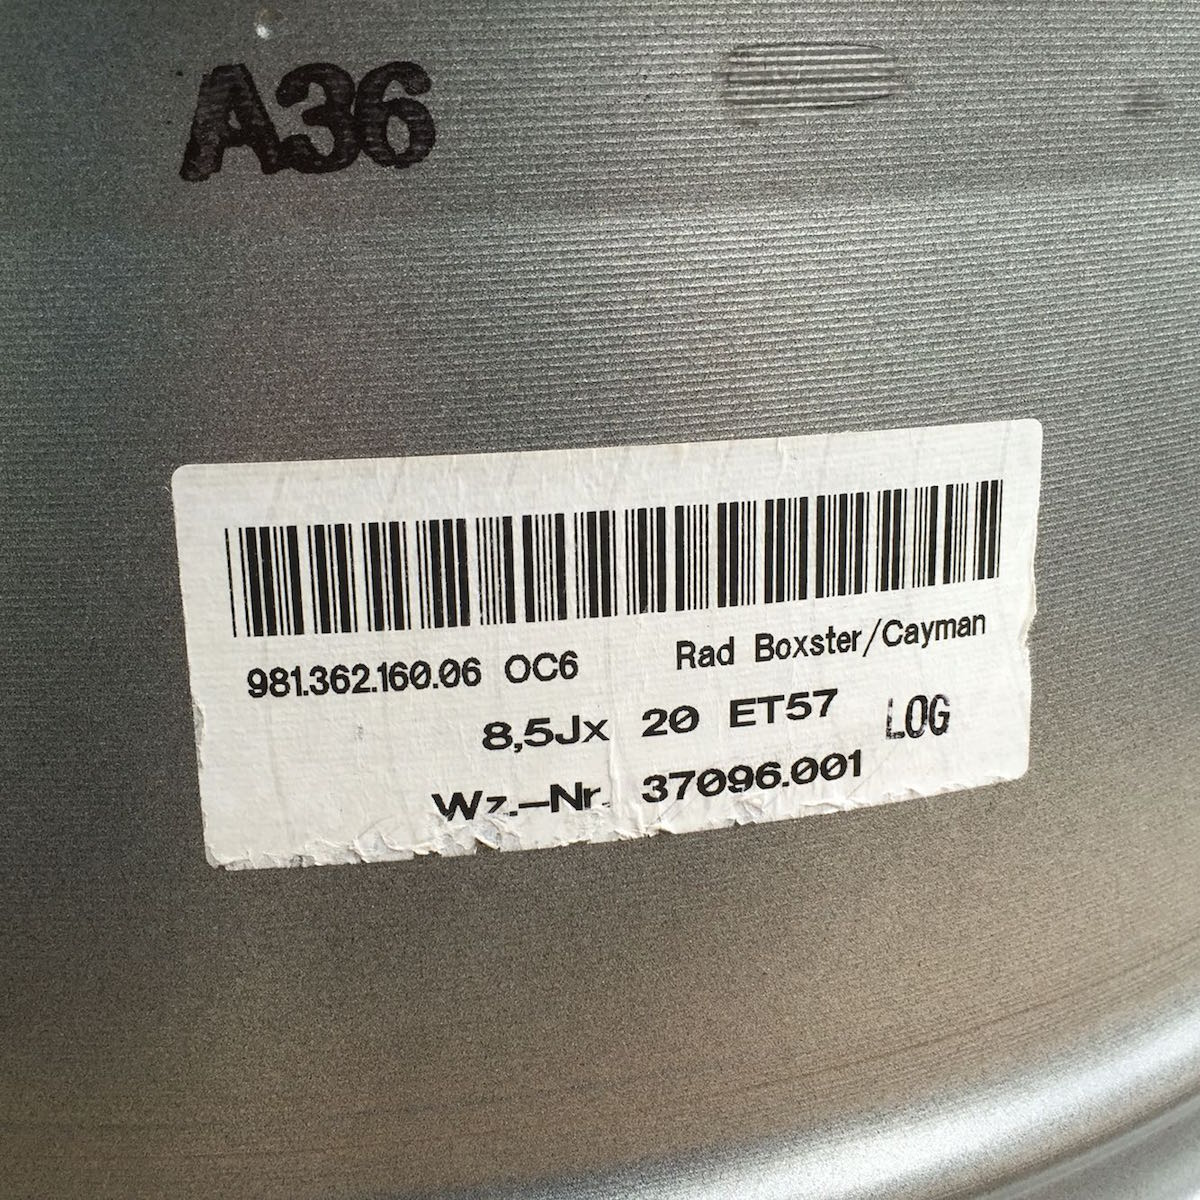 A36
981.362.160.06 OC6 Rad Boxster/Cayman
8,5Jx 20 ET57 LOG
Wz.-Nr. 37096.001